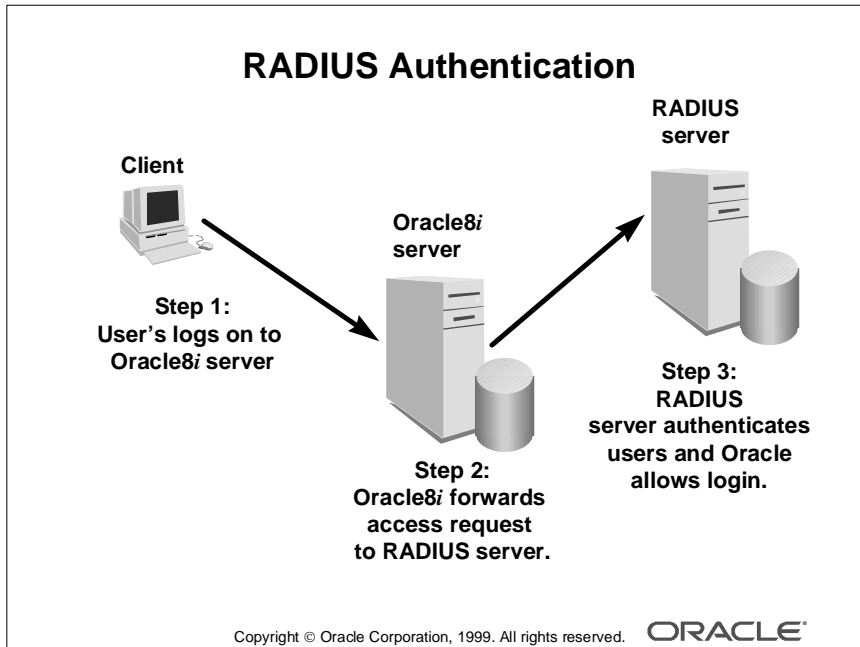 RADIUS Authentication
RADIUS
server
Client
Oracle8i
server
Step 1:
User's logs on to
Oracle8i server
Step 2:
Oracle8i forwards
access request
to RADIUS server.
Step 3:
RADIUS
server authenticates
users and Oracle
allows login.
Copyright © Oracle Corporation, 1999. All rights reserved.
ORACLE®